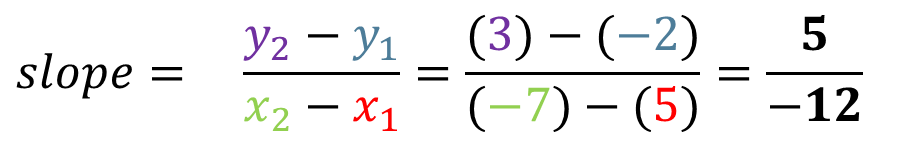 slope = y₂ − y₁ / x₂ − x₁ = (3) − (−2) / (−7) − (5) = 5 / −12